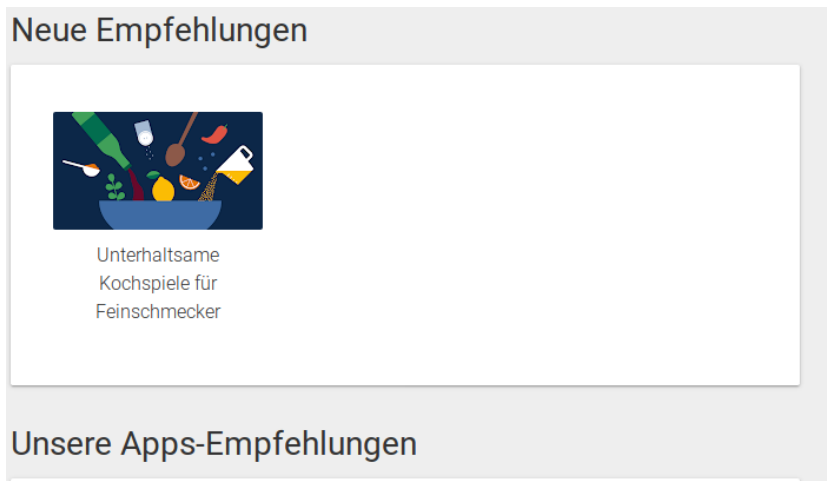 Neue Empfehlungen
Unterhaltsame
Kochspiele für
Feinschmecker
Unsere Apps-Empfehlungen